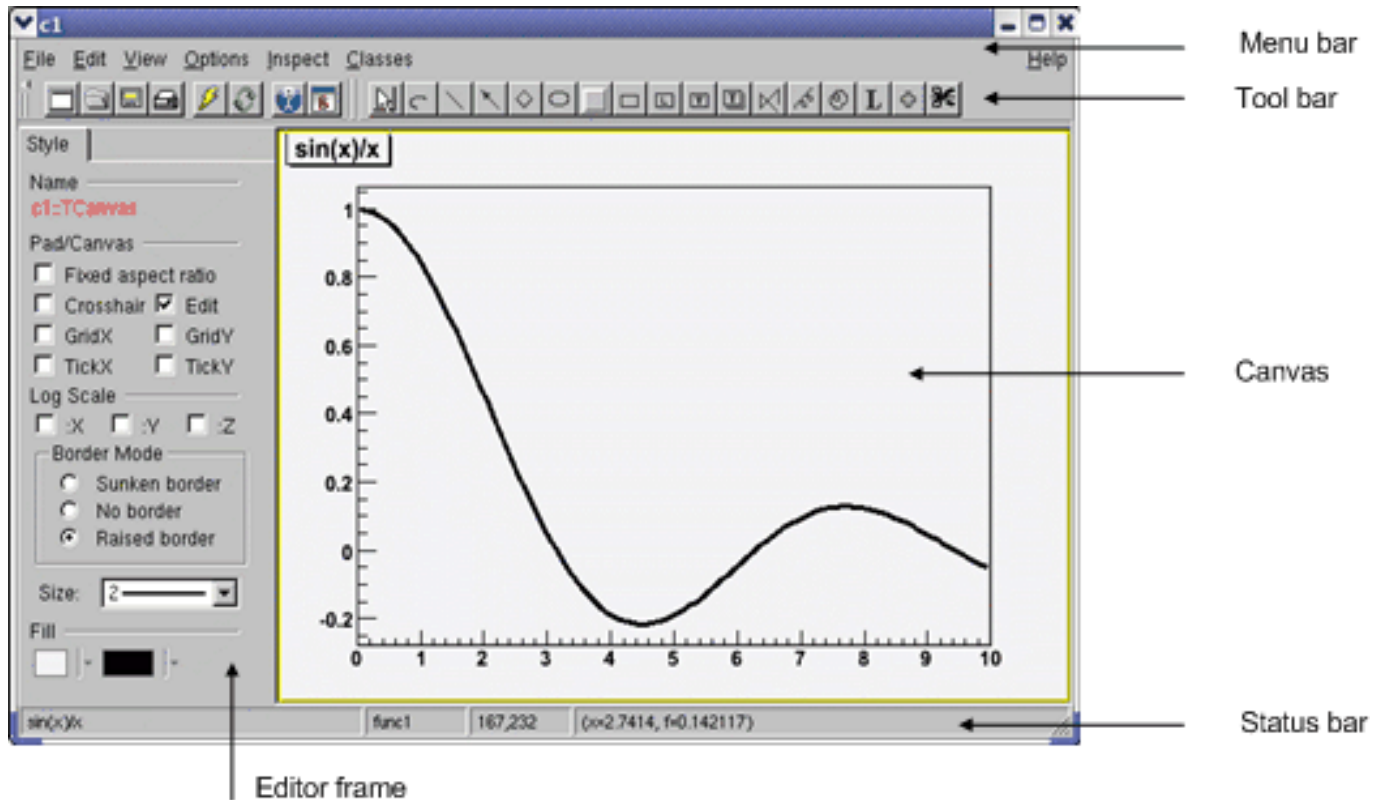 c1
File Edit View Options Inspect Classes Help
Menu bar
Tool bar
Style
Name
c1::TCanvas
Pad/Canvas
Fixed aspect ratio
Crosshair Edit
GridX GridY
TickX TickY
Log Scale
:X :Y :Z
Border Mode
Sunken border
No border
Raised border
Size: 2
Fill
sin(x)/x
1
0.8
0.6
0.4
0.2
0
-0.2
0 1 2 3 4 5 6 7 8 9 10
Canvas
sin(x)/x func1 167,232 (x=2.7414, f=0.142117)
Status bar
Editor frame